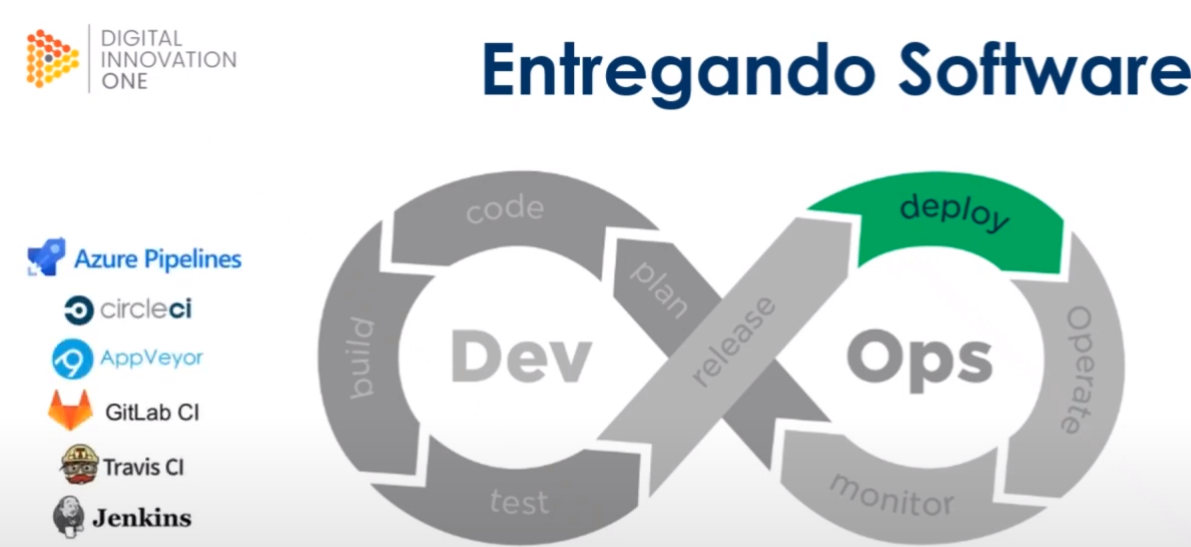 DIGITAL
INNOVATION
ONE
Entregando Software
Azure Pipelines
circleci
AppVeyor
GitLab CI
Travis CI
Jenkins
code
plan
build
test
Dev
release
deploy
Operate
monitor
Ops